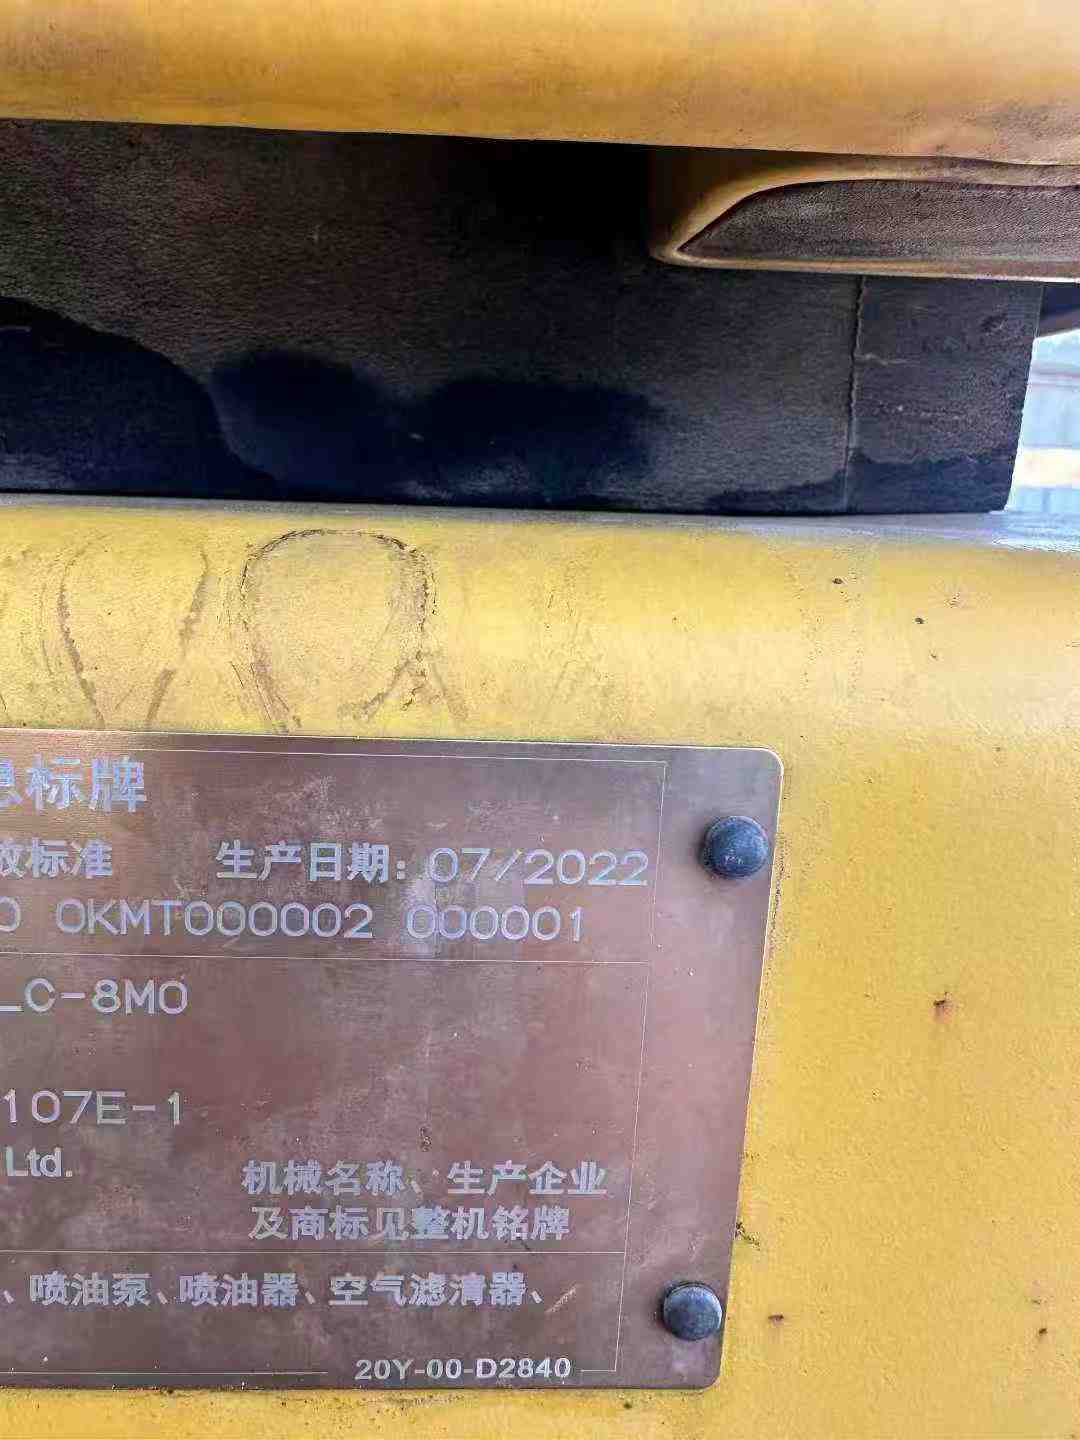 息标牌
放标准 生产日期：07/2022
0 0KMT000002 000001
LC-8M0
107E-1
Ltd.
机械名称、生产企业
及商标见整机铭牌
、喷油泵、喷油器、空气滤清器、
20Y-00-D2840